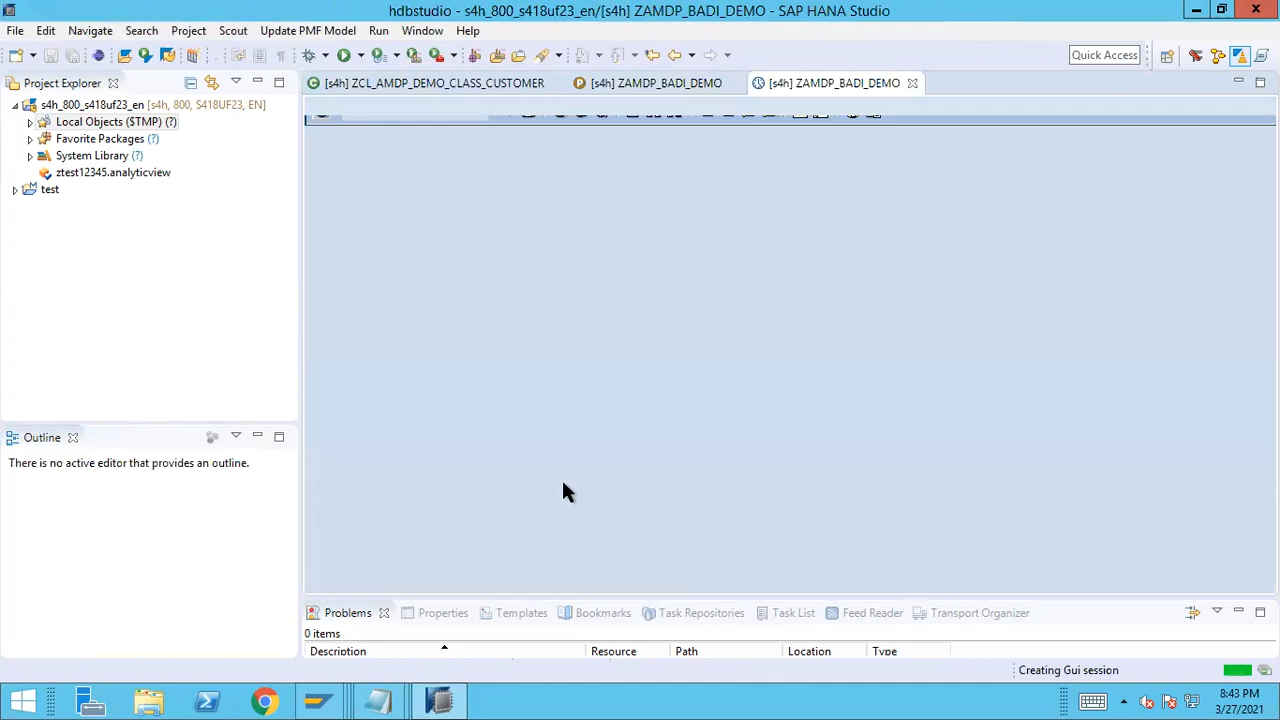 hdbstudio - s4h_800_s418uf23_en/[s4h] ZAMDP_BADI_DEMO - SAP HANA Studio
File Edit Navigate Search Project Scout Update PMF Model Run Window Help
Quick Access
Project Explorer
[s4h] ZCL_AMDP_DEMO_CLASS_CUSTOMER
[s4h] ZAMDP_BADI_DEMO
[s4h] ZAMDP_BADI_DEMO
s4h_800_s418uf23_en [s4h, 800, S418UF23, EN]
Local Objects ($TMP) (?)
Favorite Packages (?)
System Library (?)
ztest12345.analyticview
test
Outline
There is no active editor that provides an outline.
Problems Properties Templates Bookmarks Task Repositories Task List Feed Reader Transport Organizer
0 items
Description Resource Path Location Type
Creating Gui session
8:43 PM
3/27/2021